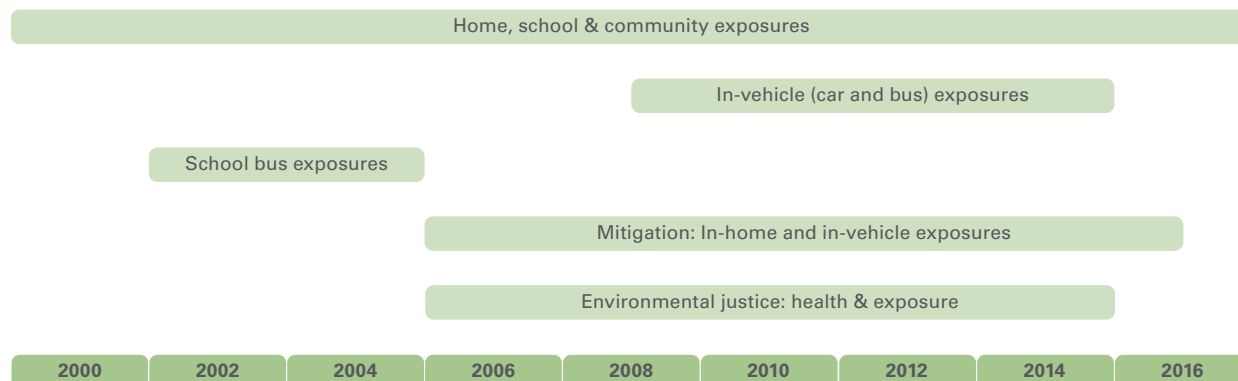 Home, school & community exposures
In-vehicle (car and bus) exposures
School bus exposures
Mitigation: In-home and in-vehicle exposures
Environmental justice: health & exposure
2000 2002 2004 2006 2008 2010 2012 2014 2016